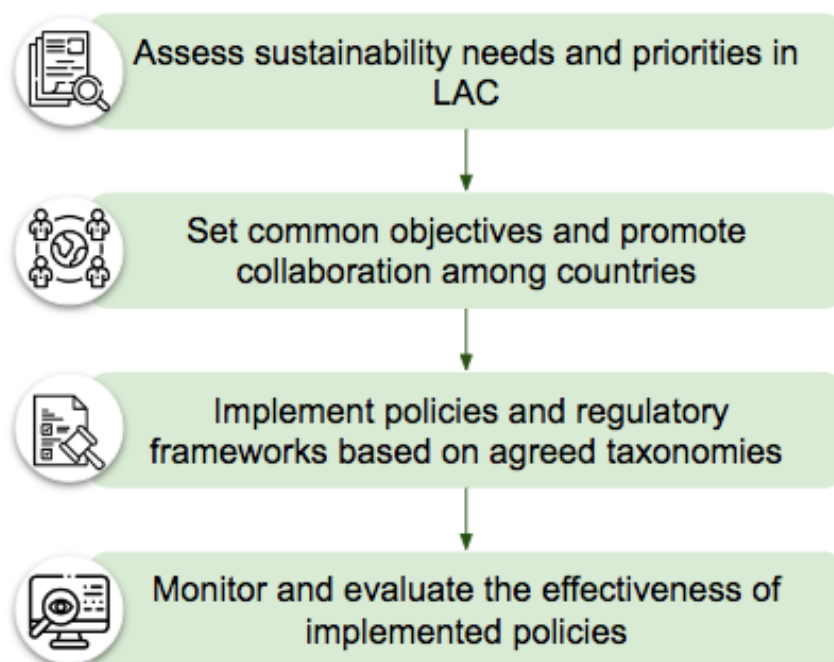 Assess sustainability needs and priorities in
LAC
Set common objectives and promote
collaboration among countries
Implement policies and regulatory
frameworks based on agreed taxonomies
Monitor and evaluate the effectiveness of
implemented policies